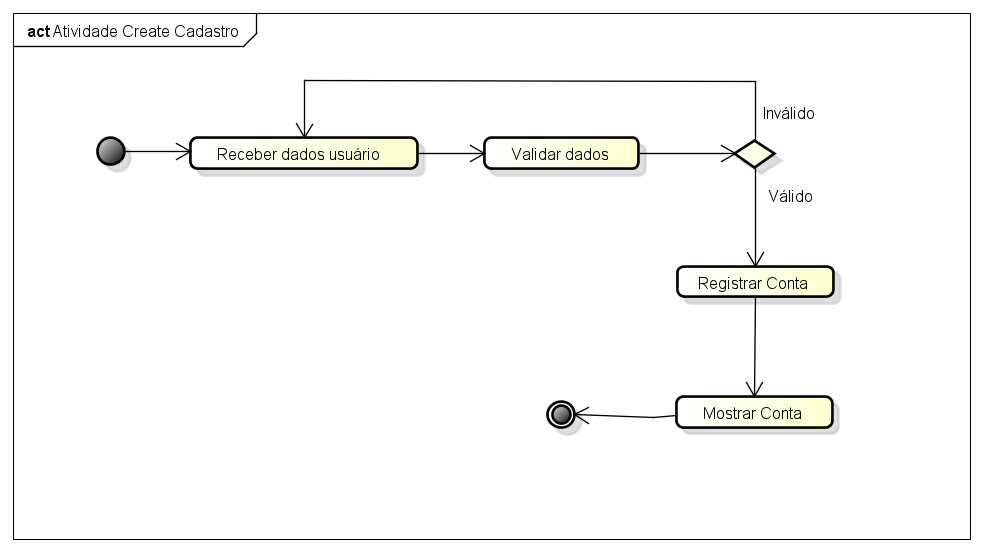 act Atividade Create Cadastro
Inválido
Receber dados usuário
Validar dados
Válido
Registrar Conta
Mostrar Conta